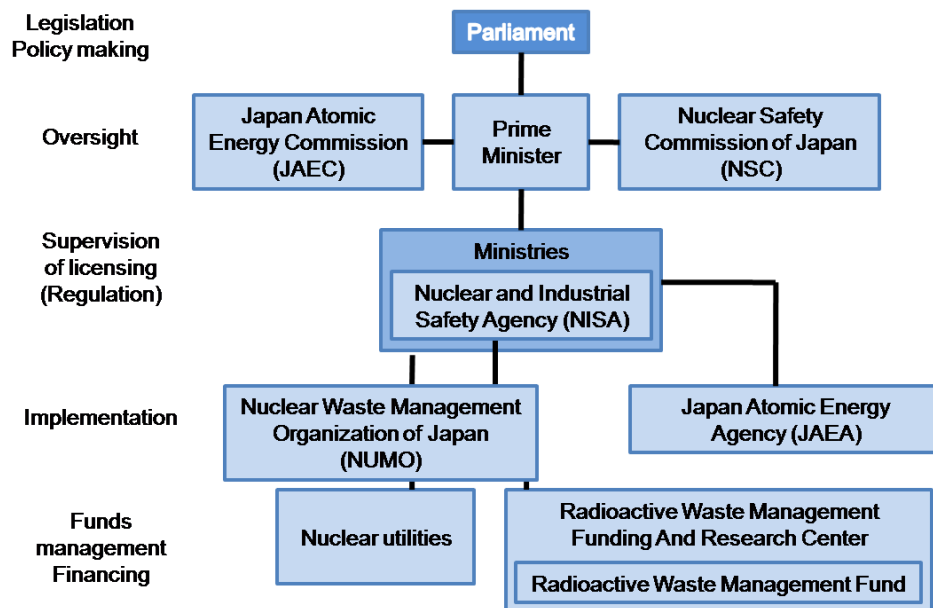 Legislation
Policy making
Parliament
Oversight
Japan Atomic
Energy Commission
(JAEC)
Prime
Minister
Nuclear Safety
Commission of Japan
(NSC)
Supervision
of licensing
(Regulation)
Ministries
Nuclear and Industrial
Safety Agency (NISA)
Implementation
Nuclear Waste Management
Organization of Japan
(NUMO)
Japan Atomic Energy
Agency (JAEA)
Funds
management
Financing
Nuclear utilities
Radioactive Waste Management
Funding And Research Center
Radioactive Waste Management Fund